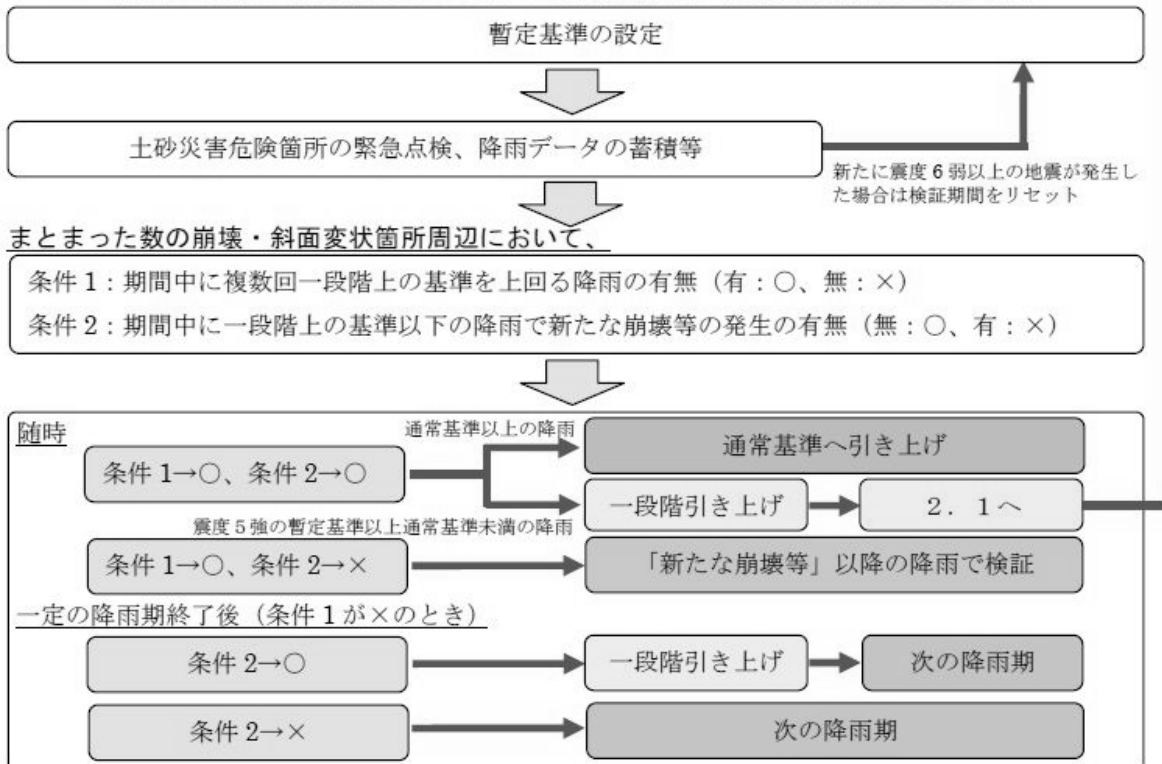 暫定基準の設定
土砂災害危険箇所の緊急点検、降雨データの蓄積等
新たに震度6弱以上の地震が発生し
た場合は検証期間をリセット
まとまった数の崩壊・斜面変状箇所周辺において、
条件1：期間中に複数回一段階上の基準を上回る降雨の有無（有：○、無：×）
条件2：期間中に一段階上の基準以下の降雨で新たな崩壊等の発生の有無（無：○、有：×）
随時
通常基準以上の降雨
条件1→○、条件2→○
通常基準へ引き上げ
一段階引き上げ
2．1へ
震度5強の暫定基準以上通常基準未満の降雨
条件1→○、条件2→×
「新たな崩壊等」以降の降雨で検証
一定の降雨期終了後（条件1が×のとき）
条件2→○
一段階引き上げ
次の降雨期
条件2→×
次の降雨期